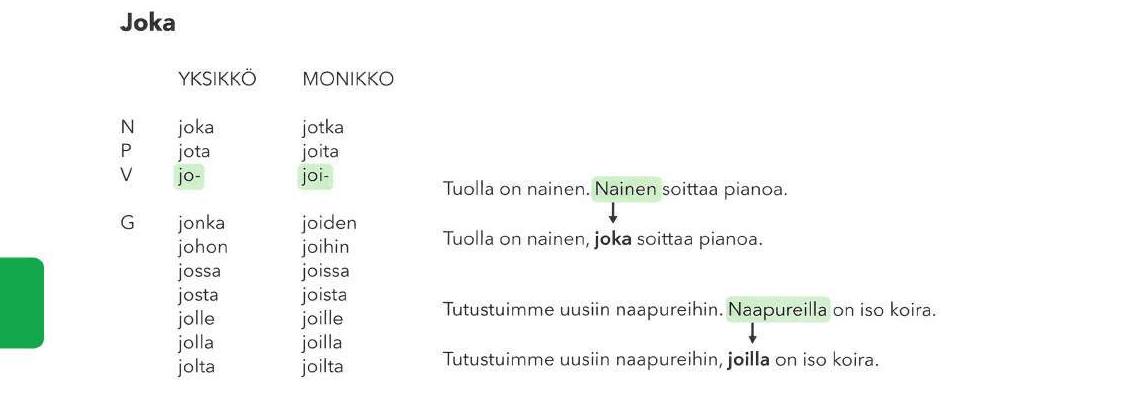 Joka
YKSIKKÖ MONIKKO
N joka jotka
P jota joita
V jo- joi-
G jonka joiden
johon joihin
jossa joissa
josta joista
jolle joille
jolla joilla
jolta joilta
Tuolla on nainen. Nainen soittaa pianoa.
Tuolla on nainen, joka soittaa pianoa.
Tutustuimme uusiin naapureihin. Naapureilla on iso koira.
Tutustuimme uusiin naapureihin, joilla on iso koira.